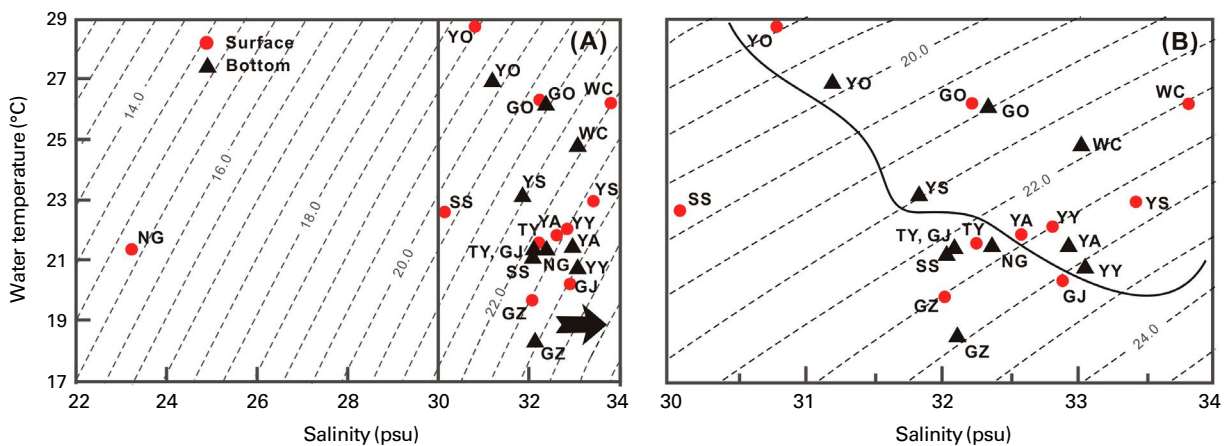 29
27
25
23
21
19
17
Water temperature (°C)
Surface
Bottom
(A)
14.0
16.0
18.0
20.0
22.0
YO
YO
GO
GO
WC
WC
YS
YS
SS
NG
TY
YA
YY
TY, GJ
NG
YA
SS
YY
GJ
GZ
GZ
22
24
26
28
30
32
34
Salinity (psu)
(B)
20.0
22.0
24.0
YO
YO
GO
GO
WC
WC
YS
YS
SS
YA
YY
TY, GJ
TY
NG
YA
SS
YY
GJ
GZ
GZ
30
31
32
33
34
Salinity (psu)